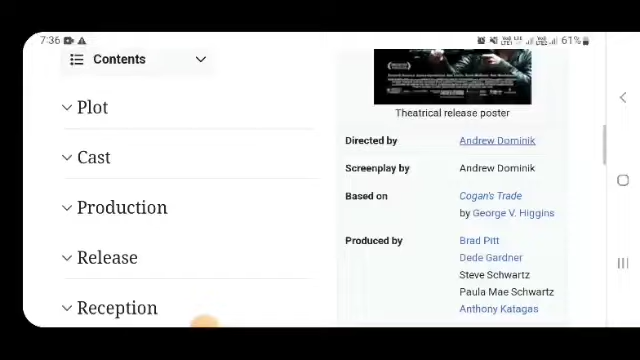 7:36
61%
Contents
Plot
Cast
Production
Release
Reception
Theatrical release poster
Directed by Andrew Dominik
Screenplay by Andrew Dominik
Based on Cogan's Trade
by George V. Higgins
Produced by Brad Pitt
Dede Gardner
Steve Schwartz
Paula Mae Schwartz
Anthony Katagas